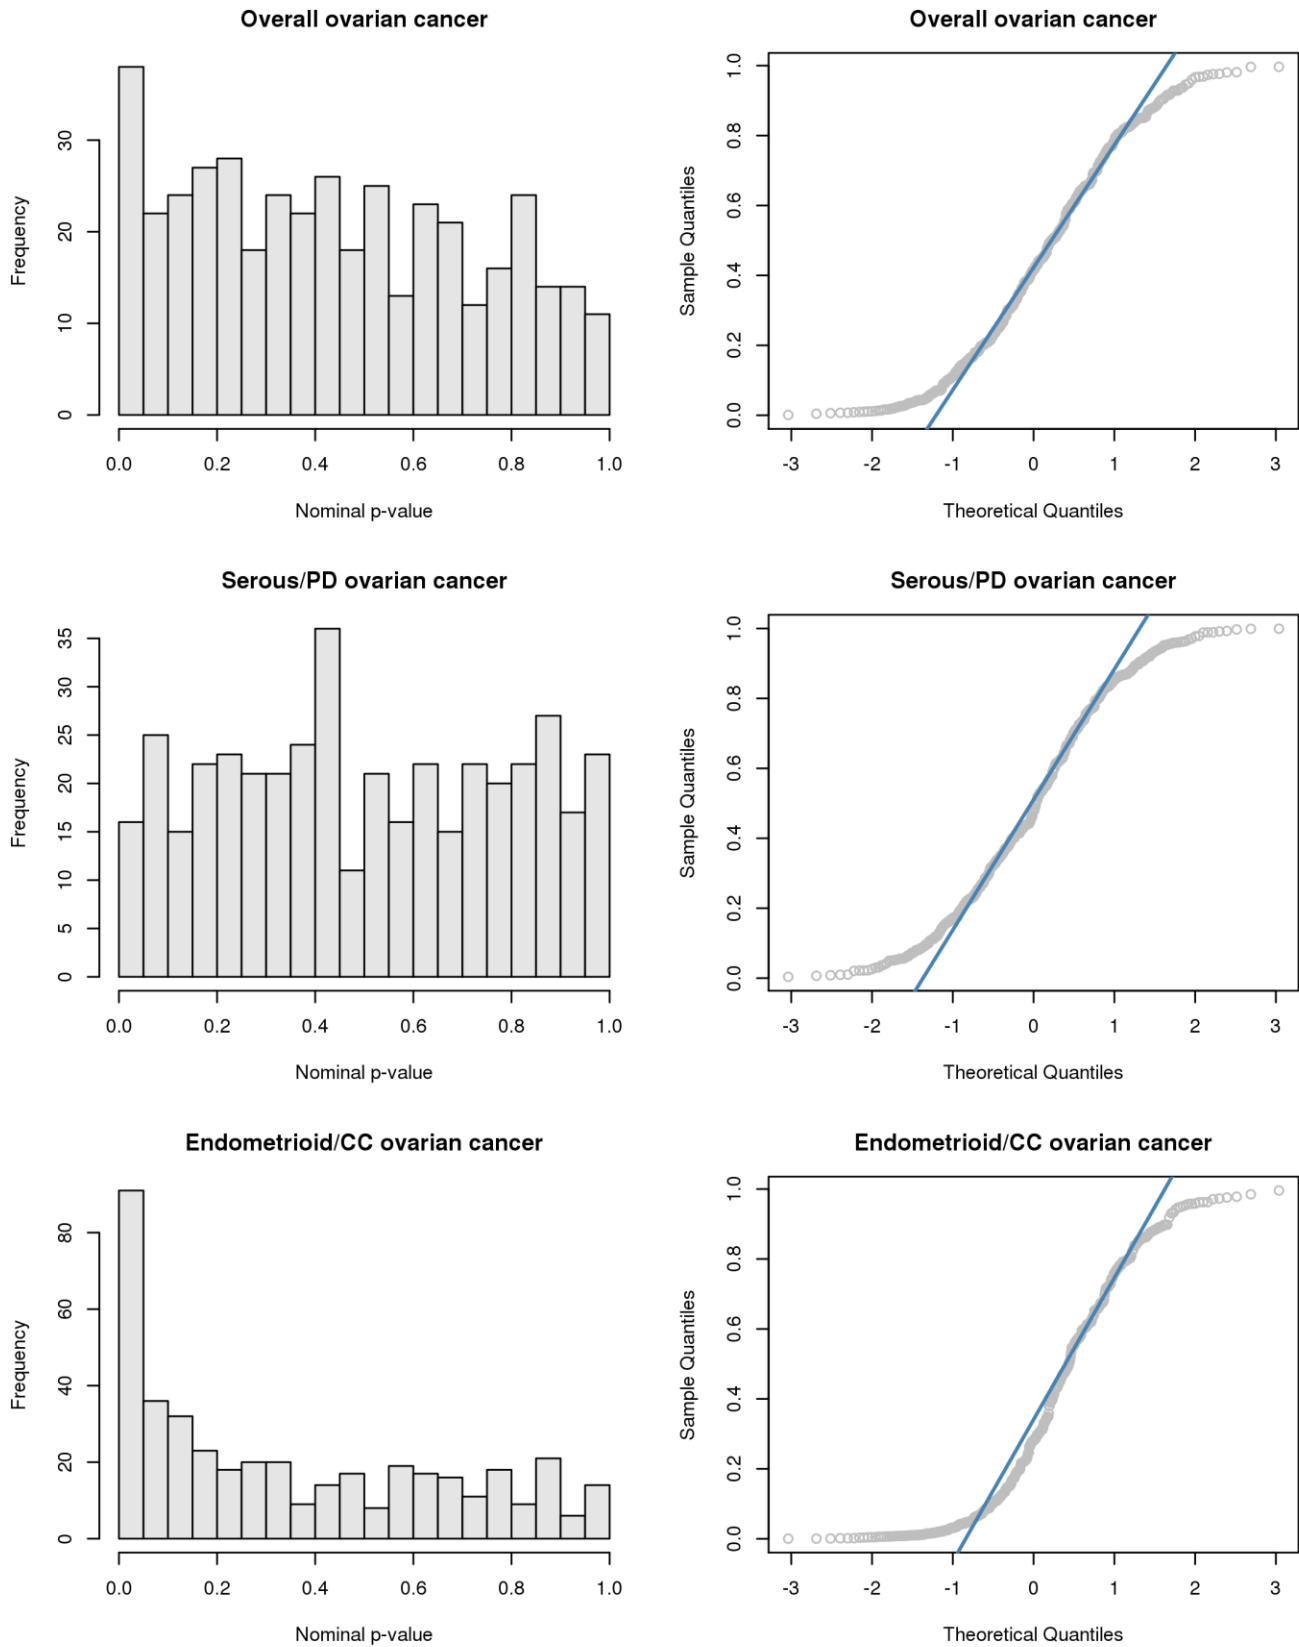 Overall ovarian cancer
Frequency
0 10 20 30
0.0 0.2 0.4 0.6 0.8 1.0
Nominal p-value
Overall ovarian cancer
Sample Quantiles
0.0 0.2 0.4 0.6 0.8 1.0
-3 -2 -1 0 1 2 3
Theoretical Quantiles
Serous/PD ovarian cancer
Frequency
0 5 10 15 20 25 30 35
0.0 0.2 0.4 0.6 0.8 1.0
Nominal p-value
Serous/PD ovarian cancer
Sample Quantiles
0.0 0.2 0.4 0.6 0.8 1.0
-3 -2 -1 0 1 2 3
Theoretical Quantiles
Endometrioid/CC ovarian cancer
Frequency
0 20 40 60 80
0.0 0.2 0.4 0.6 0.8 1.0
Nominal p-value
Endometrioid/CC ovarian cancer
Sample Quantiles
0.0 0.2 0.4 0.6 0.8 1.0
-3 -2 -1 0 1 2 3
Theoretical Quantiles